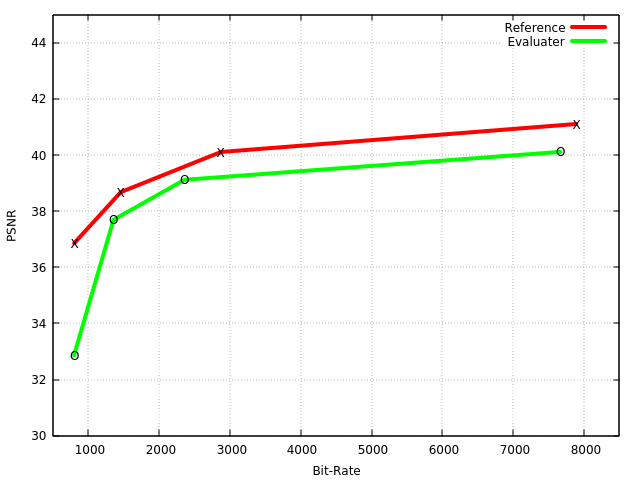 Reference
Evaluater
44
42
40
38
36
34
32
30
PSNR
X
X
X
X
O
O
O
O
1000 2000 3000 4000 5000 6000 7000 8000
Bit-Rate